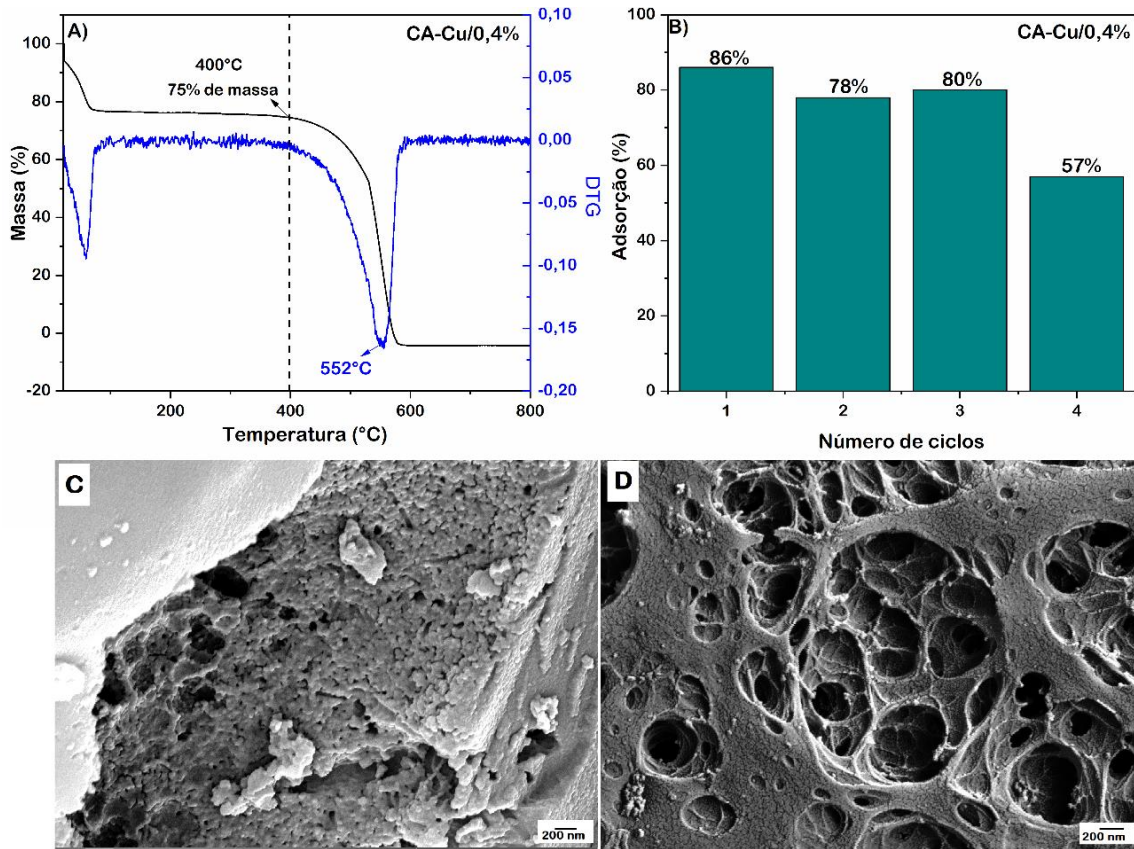 A)
CA-Cu/0,4%
400°C
75% de massa
552°C
100
80
60
40
20
0
-20
Massa (%)
200
400
600
800
Temperatura (°C)
0,10
0,05
0,00
-0,05
-0,10
-0,15
-0,20
DTG
B)
CA-Cu/0,4%
86%
78%
80%
57%
100
80
60
40
20
0
Adsorção (%)
1
2
3
4
Número de ciclos
C
200 nm
D
200 nm